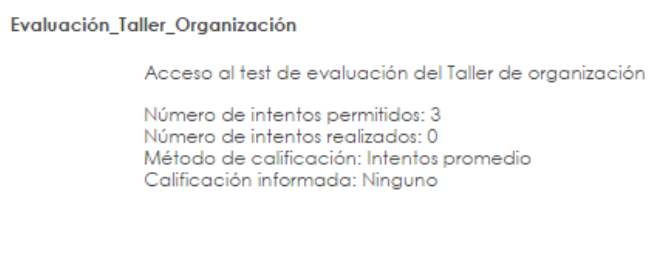 Evaluación_Taller_Organización
Acceso al test de evaluación del Taller de organización
Número de intentos permitidos: 3
Número de intentos realizados: 0
Método de calificación: Intentos promedio
Calificación informada: Ninguno